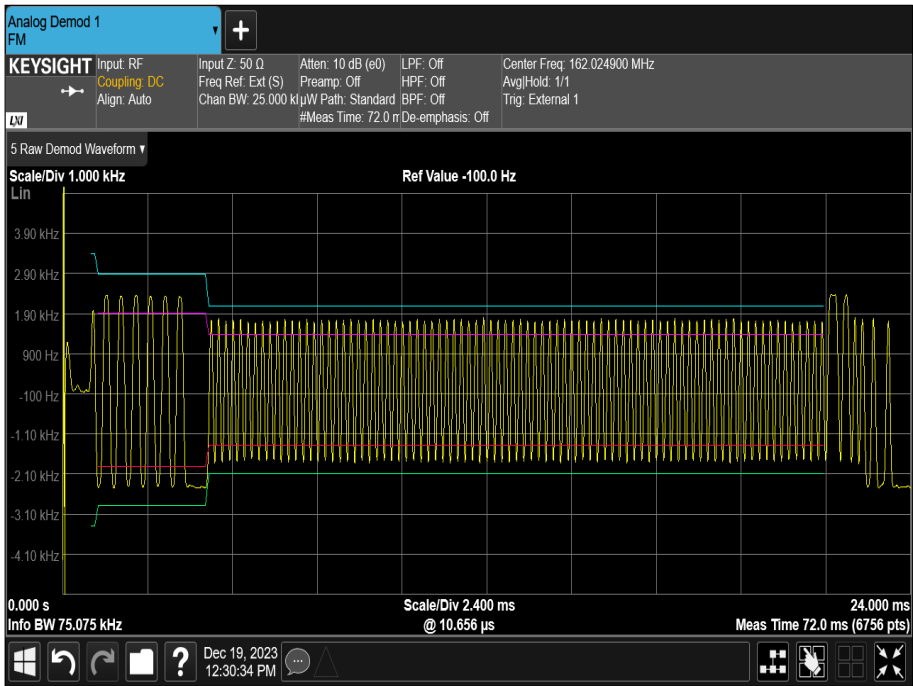 Analog Demod 1
FM
KEYSIGHT
LXI
Input: RF
Coupling: DC
Align: Auto
Input Z: 50 Ω
Freq Ref: Ext (S)
Chan BW: 25.000 kl
Atten: 10 dB (e0)
Preamp: Off
µW Path: Standard
#Meas Time: 72.0 m
LPF: Off
HPF: Off
BPF: Off
De-emphasis: Off
Center Freq: 162.024900 MHz
Avg|Hold: 1/1
Trig: External 1
5 Raw Demod Waveform
Scale/Div 1.000 kHz
Ref Value -100.0 Hz
Lin
3.90 kHz
2.90 kHz
1.90 kHz
900 Hz
-100 Hz
-1.10 kHz
-2.10 kHz
-3.10 kHz
-4.10 kHz
0.000 s
Scale/Div 2.400 ms
24.000 ms
Info BW 75.075 kHz
@ 10.656 µs
Meas Time 72.0 ms (6756 pts)
Dec 19, 2023
12:30:34 PM